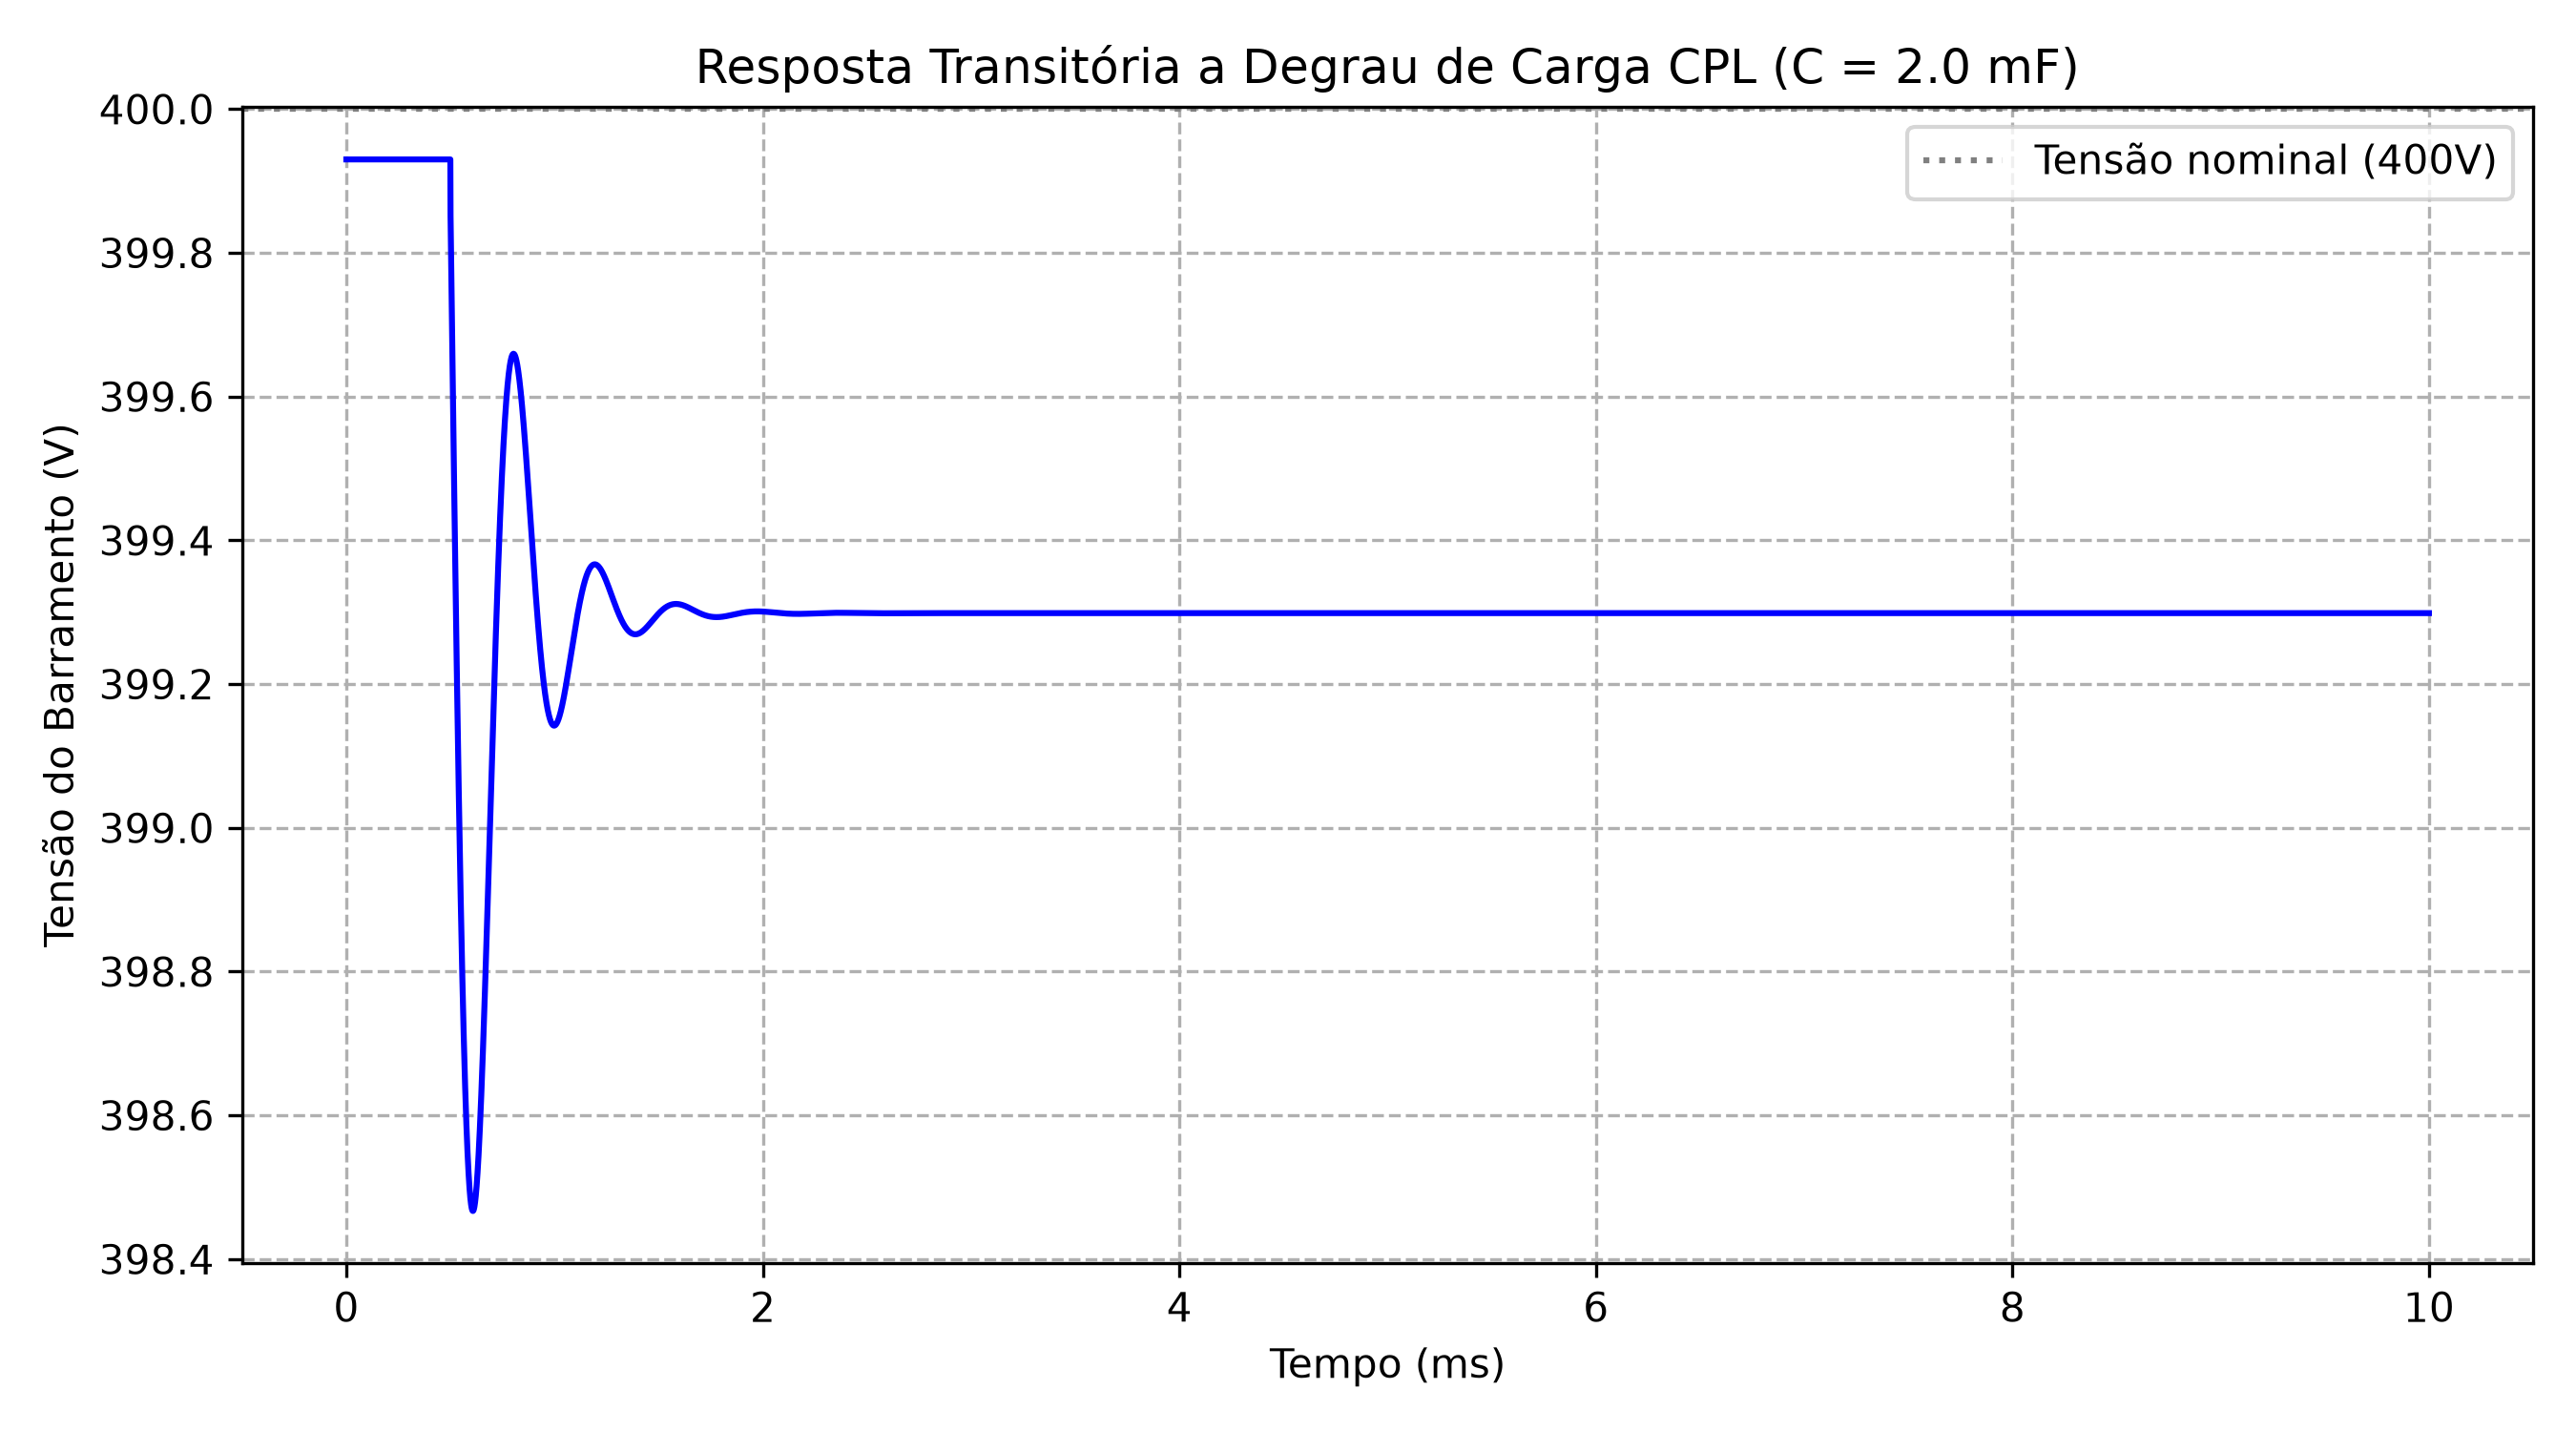 Resposta Transitória a Degrau de Carga CPL (C = 2.0 mF)
Tensão nominal (400V)
Tensão do Barramento (V)
400.0
399.8
399.6
399.4
399.2
399.0
398.8
398.6
398.4
0 2 4 6 8 10
Tempo (ms)